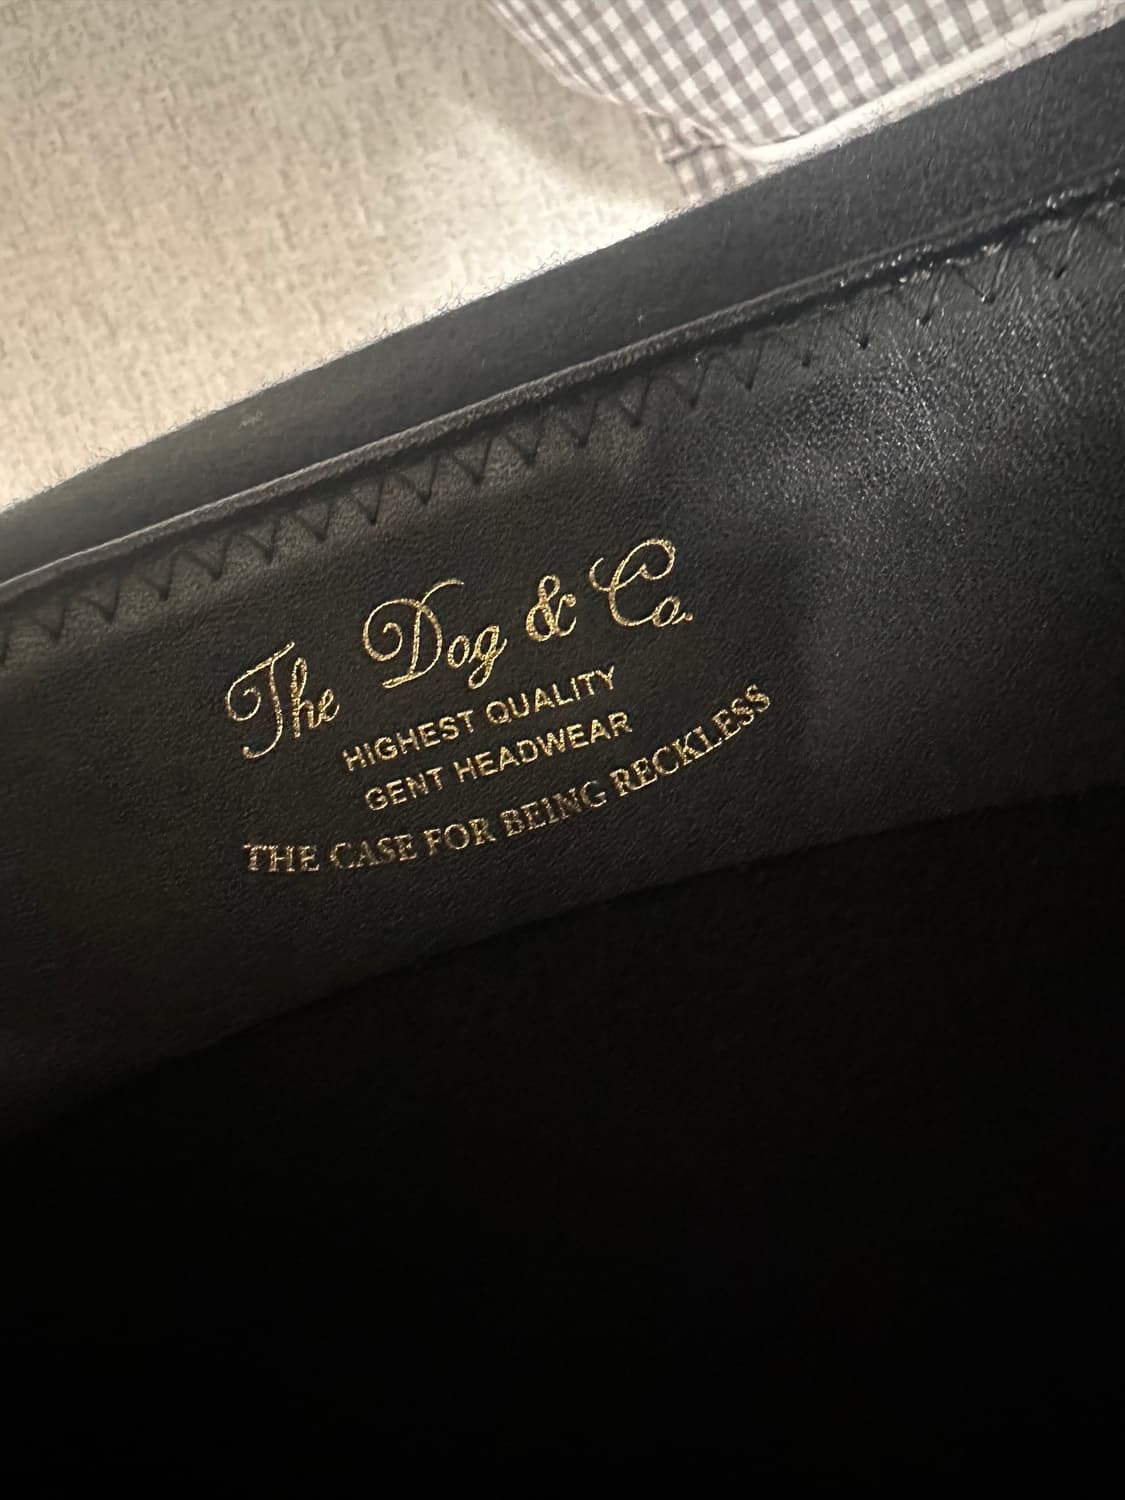 The Dog & Co.
HIGHEST QUALITY
GENT HEADWEAR
THE CASE FOR BEING RECKLESS